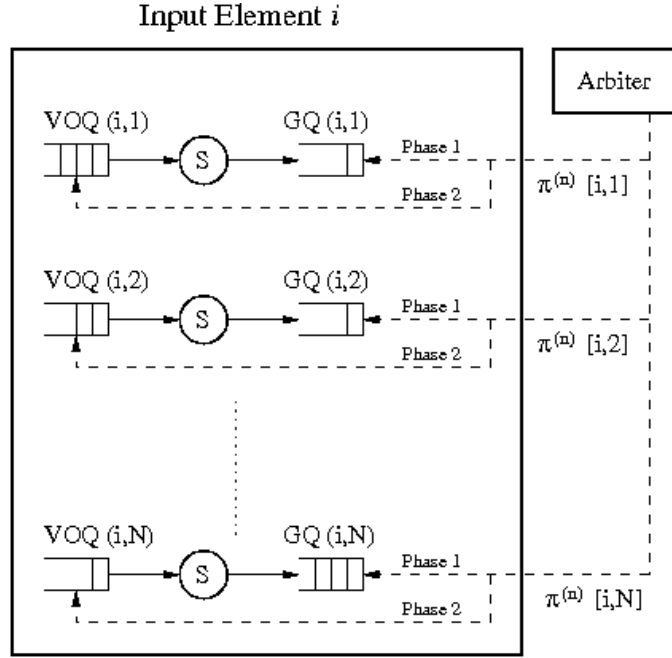 Input Element i
Arbiter
VOQ (i,1)
GQ (i,1)
S
Phase 1
Phase 2
π⁽ⁿ⁾ [i,1]
VOQ (i,2)
GQ (i,2)
S
Phase 1
Phase 2
π⁽ⁿ⁾ [i,2]
VOQ (i,N)
GQ (i,N)
S
Phase 1
Phase 2
π⁽ⁿ⁾ [i,N]